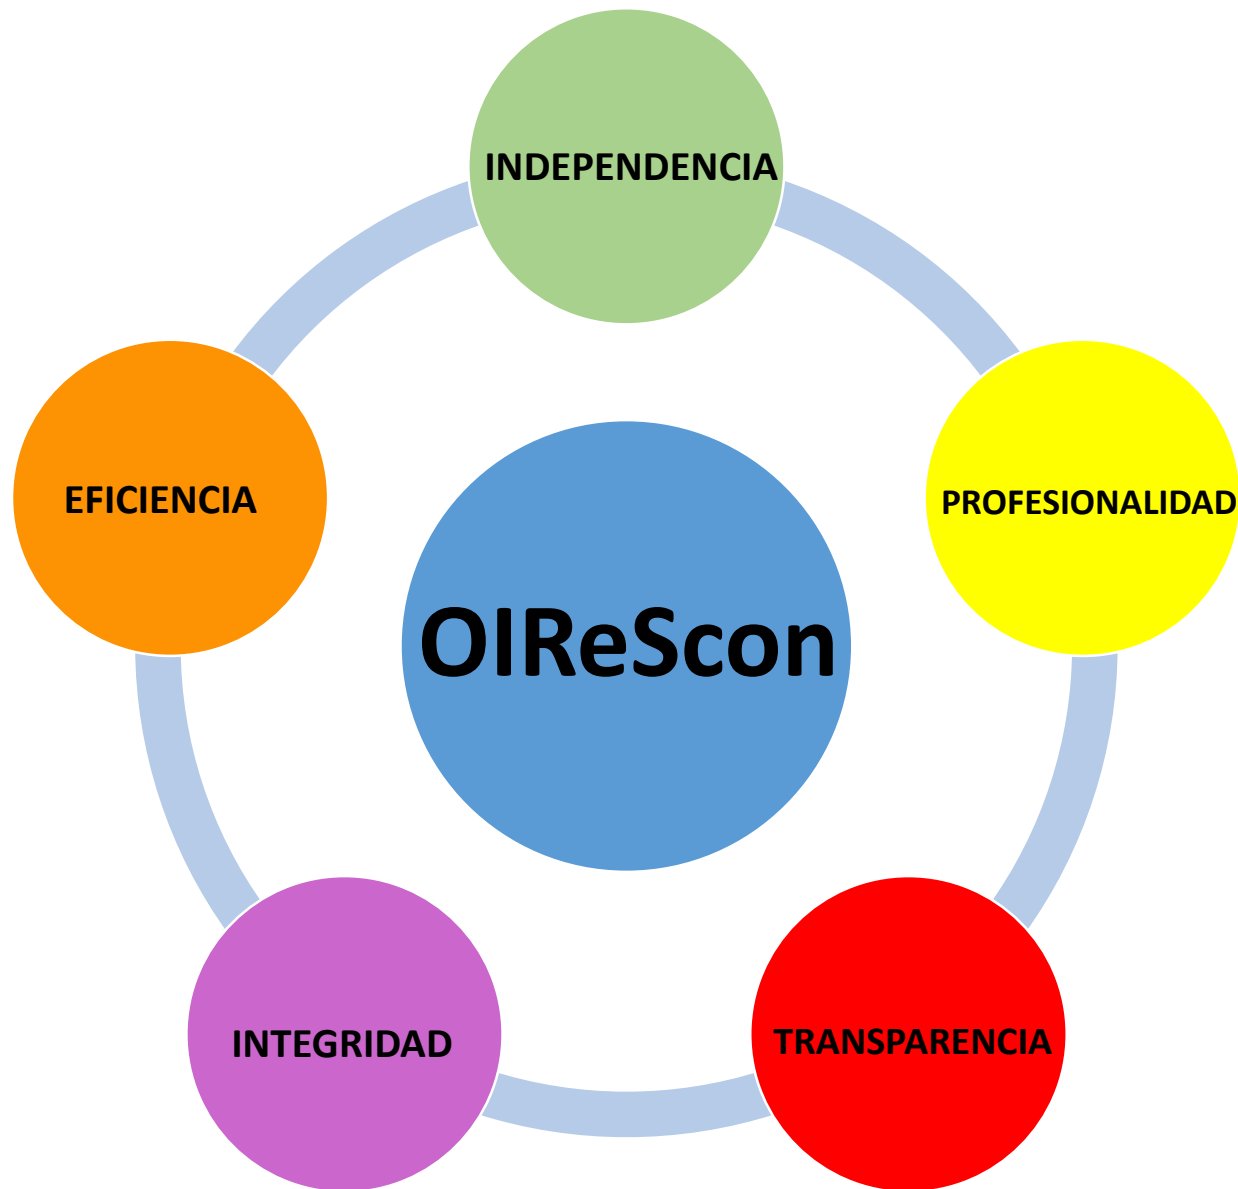 INDEPENDENCIA
PROFESIONALIDAD
TRANSPARENCIA
INTEGRIDAD
EFICIENCIA
OIReScon